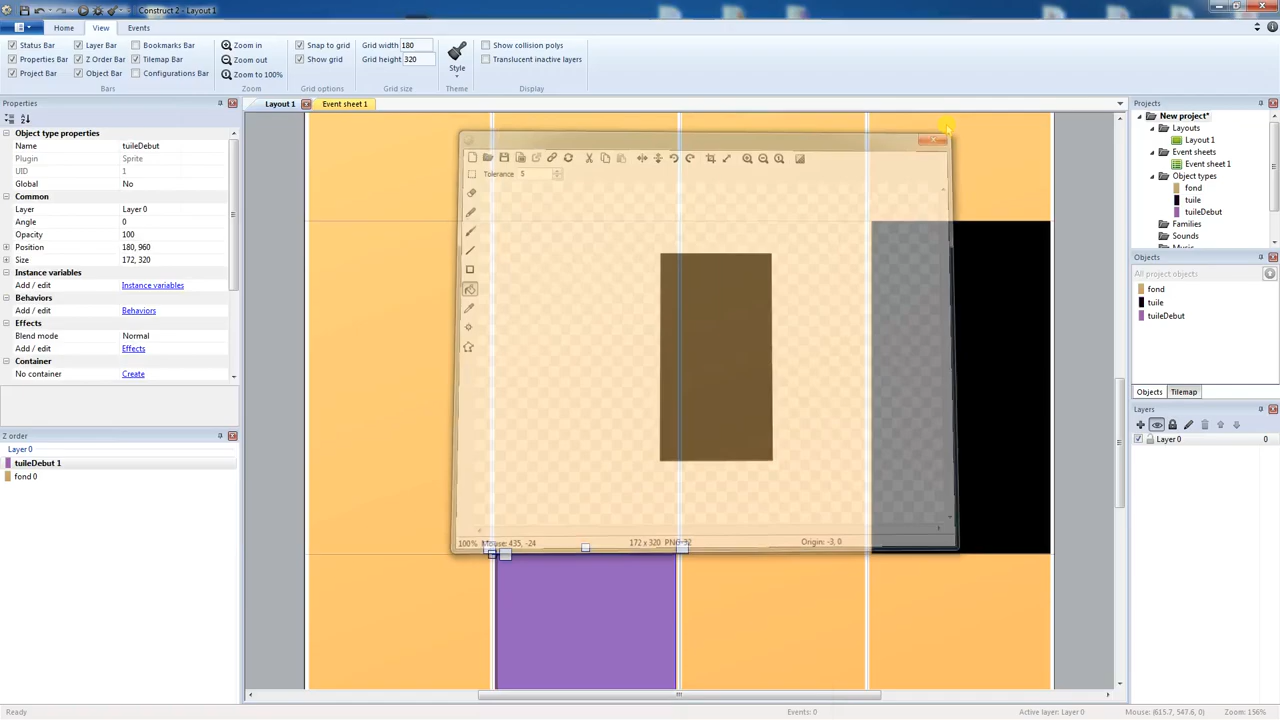 Construct 2 - Layout 1
Home View Events
Status Bar Layer Bar Bookmarks Bar Zoom in Snap to grid Grid width 180 Show collision polys
Properties Bar Z Order Bar Tilemap Bar Zoom out Show grid Grid height 320 Style Translucent inactive layers
Project Bar Object Bar Configurations Bar Zoom to 100%
Bars Zoom Grid options Grid size Theme Display
Properties
Layout 1 Event sheet 1
Projects
Object type properties
Name tuileDebut
Plugin Sprite
UID 1
Global No
Common
Layer Layer 0
Angle 0
Opacity 100
Position 180, 960
Size 172, 320
Instance variables
Add / edit Instance variables
Behaviors
Add / edit Behaviors
Effects
Blend mode Normal
Add / edit Effects
Container
No container Create
Z order
Layer 0
tuileDebut 1
fond 0
Tolerance 5
100% Mouse: 435, -24 172 x 320 PNG-32 Origin: -3, 0
New project*
Layouts
Layout 1
Event sheets
Event sheet 1
Object types
fond
tuile
tuileDebut
Families
Sounds
Music
Objects
All project objects
fond
tuile
tuileDebut
Objects Tilemap
Layers
Layer 0 0
Ready Events: 0 Active layer: Layer 0 Mouse: (615.7, 547.6, 0) Zoom: 156%